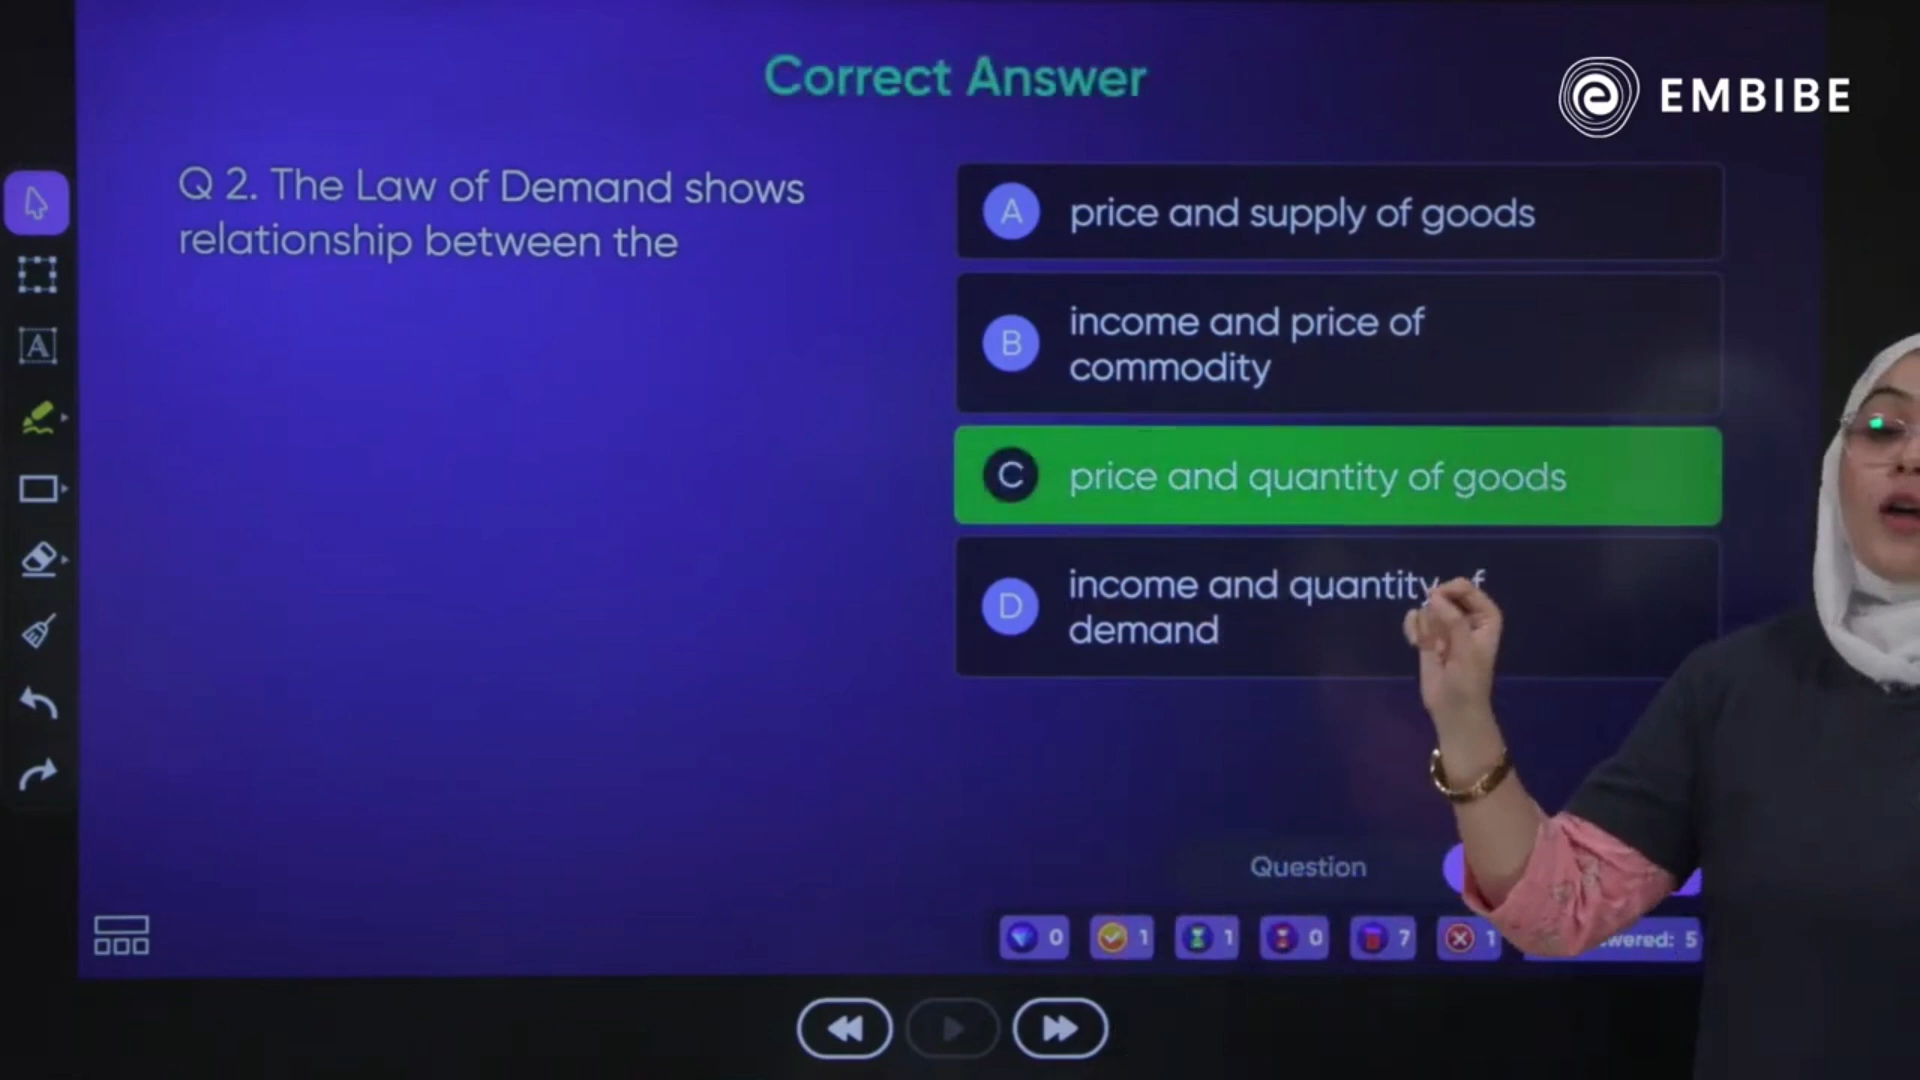 Correct Answer
EMBIBE
Q 2. The Law of Demand shows
relationship between the
A
price and supply of goods
B
income and price of
commodity
C
price and quantity of goods
D
income and quantity of
demand
A
Question
0
1
1
0
7
1
5